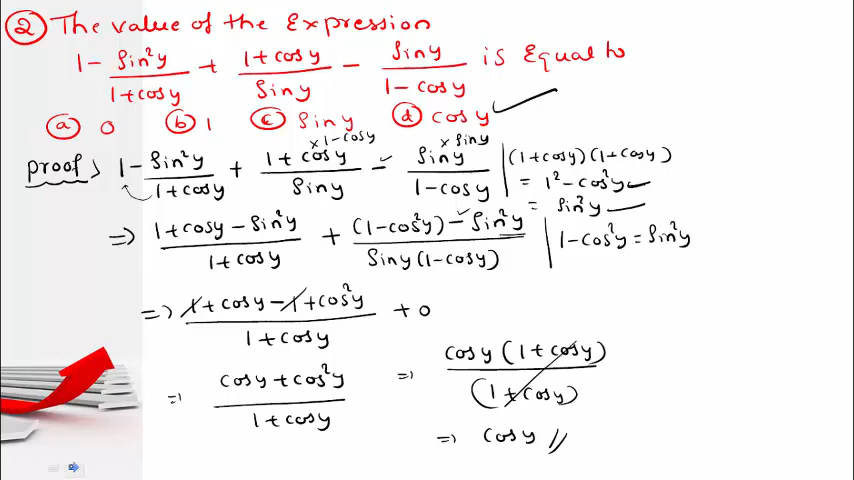 ② The value of the Expression
1 - Sin²y/1+cosy + 1+cosy/Siny - Siny/1-cosy is Equal to
ⓐ 0 ⓑ 1 ⓒ Siny ⓓ cosy ✓
proof > 1 - Sin²y/1+cosy + 1+cosy/Siny × 1-cosy - Siny/1-cosy × Siny | (1+cosy)(1+cosy)
= 1² - cos²y
= Sin²y
⇒ 1+cosy - Sin²y/1+cosy + (1-cos²y) - Sin²y/Siny(1-cosy) | 1-cos²y = Sin²y
⇒ 1+cosy-1+cos²y/1+cosy + 0
⇒ cosy+cos²y/1+cosy ⇒ cosy(1+cosy)/(1+cosy)
⇒ cosy //